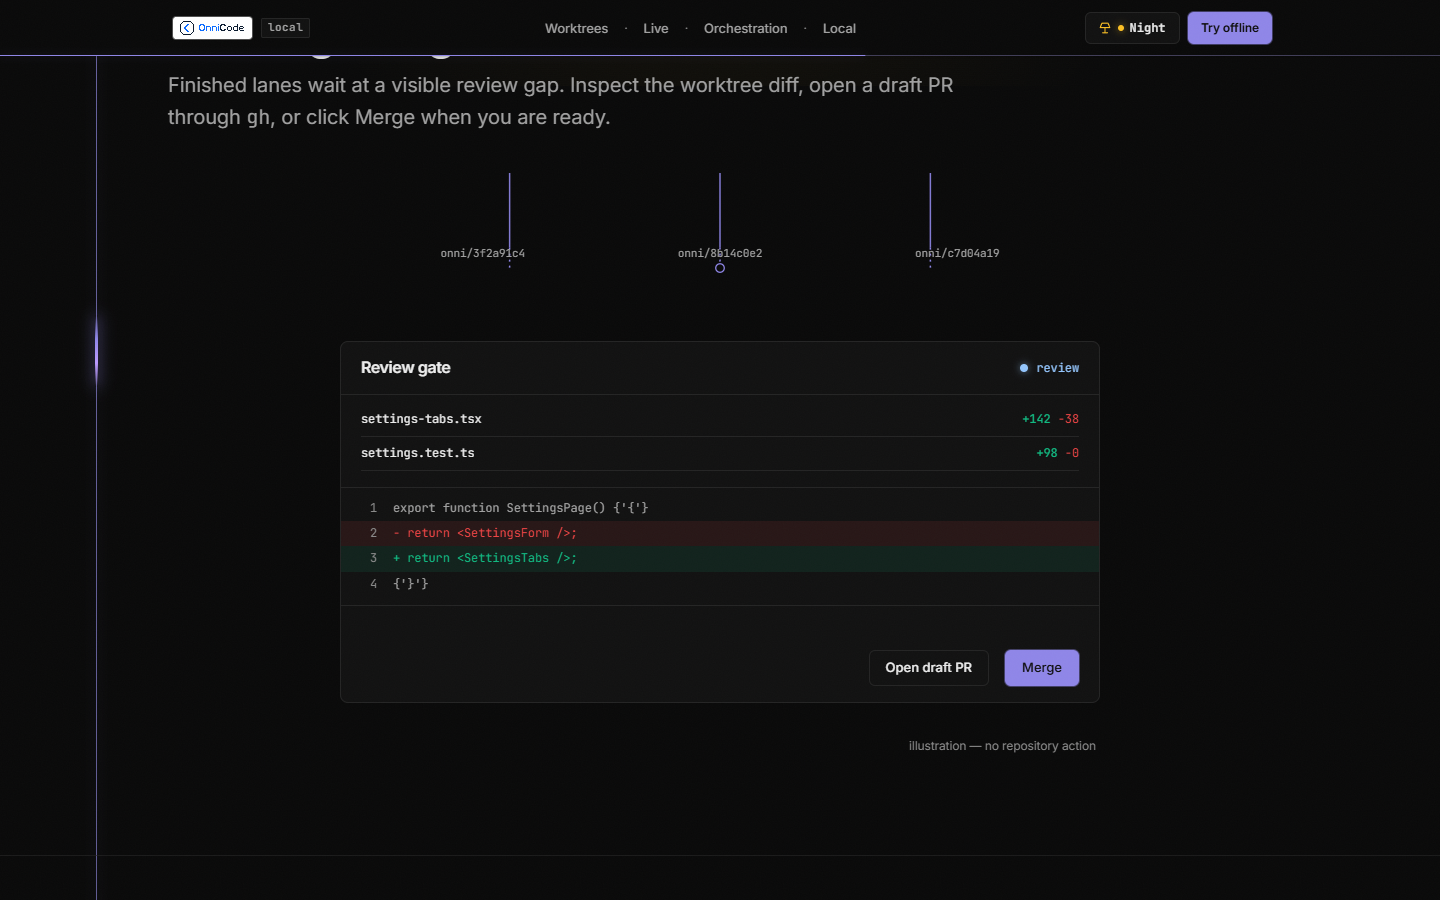 OnniCode local Worktrees · Live · Orchestration · Local Night Try offline
Finished lanes wait at a visible review gap. Inspect the worktree diff, open a draft PR
through gh, or click Merge when you are ready.
onni/3f2a91c4 onni/8b14c0e2 onni/c7d04a19
Review gate review
settings-tabs.tsx +142 -38
settings.test.ts +98 -0
1 export function SettingsPage() {'{'}
2 - return <SettingsForm />;
3 + return <SettingsTabs />;
4 {'}'}
Open draft PR Merge
illustration — no repository action